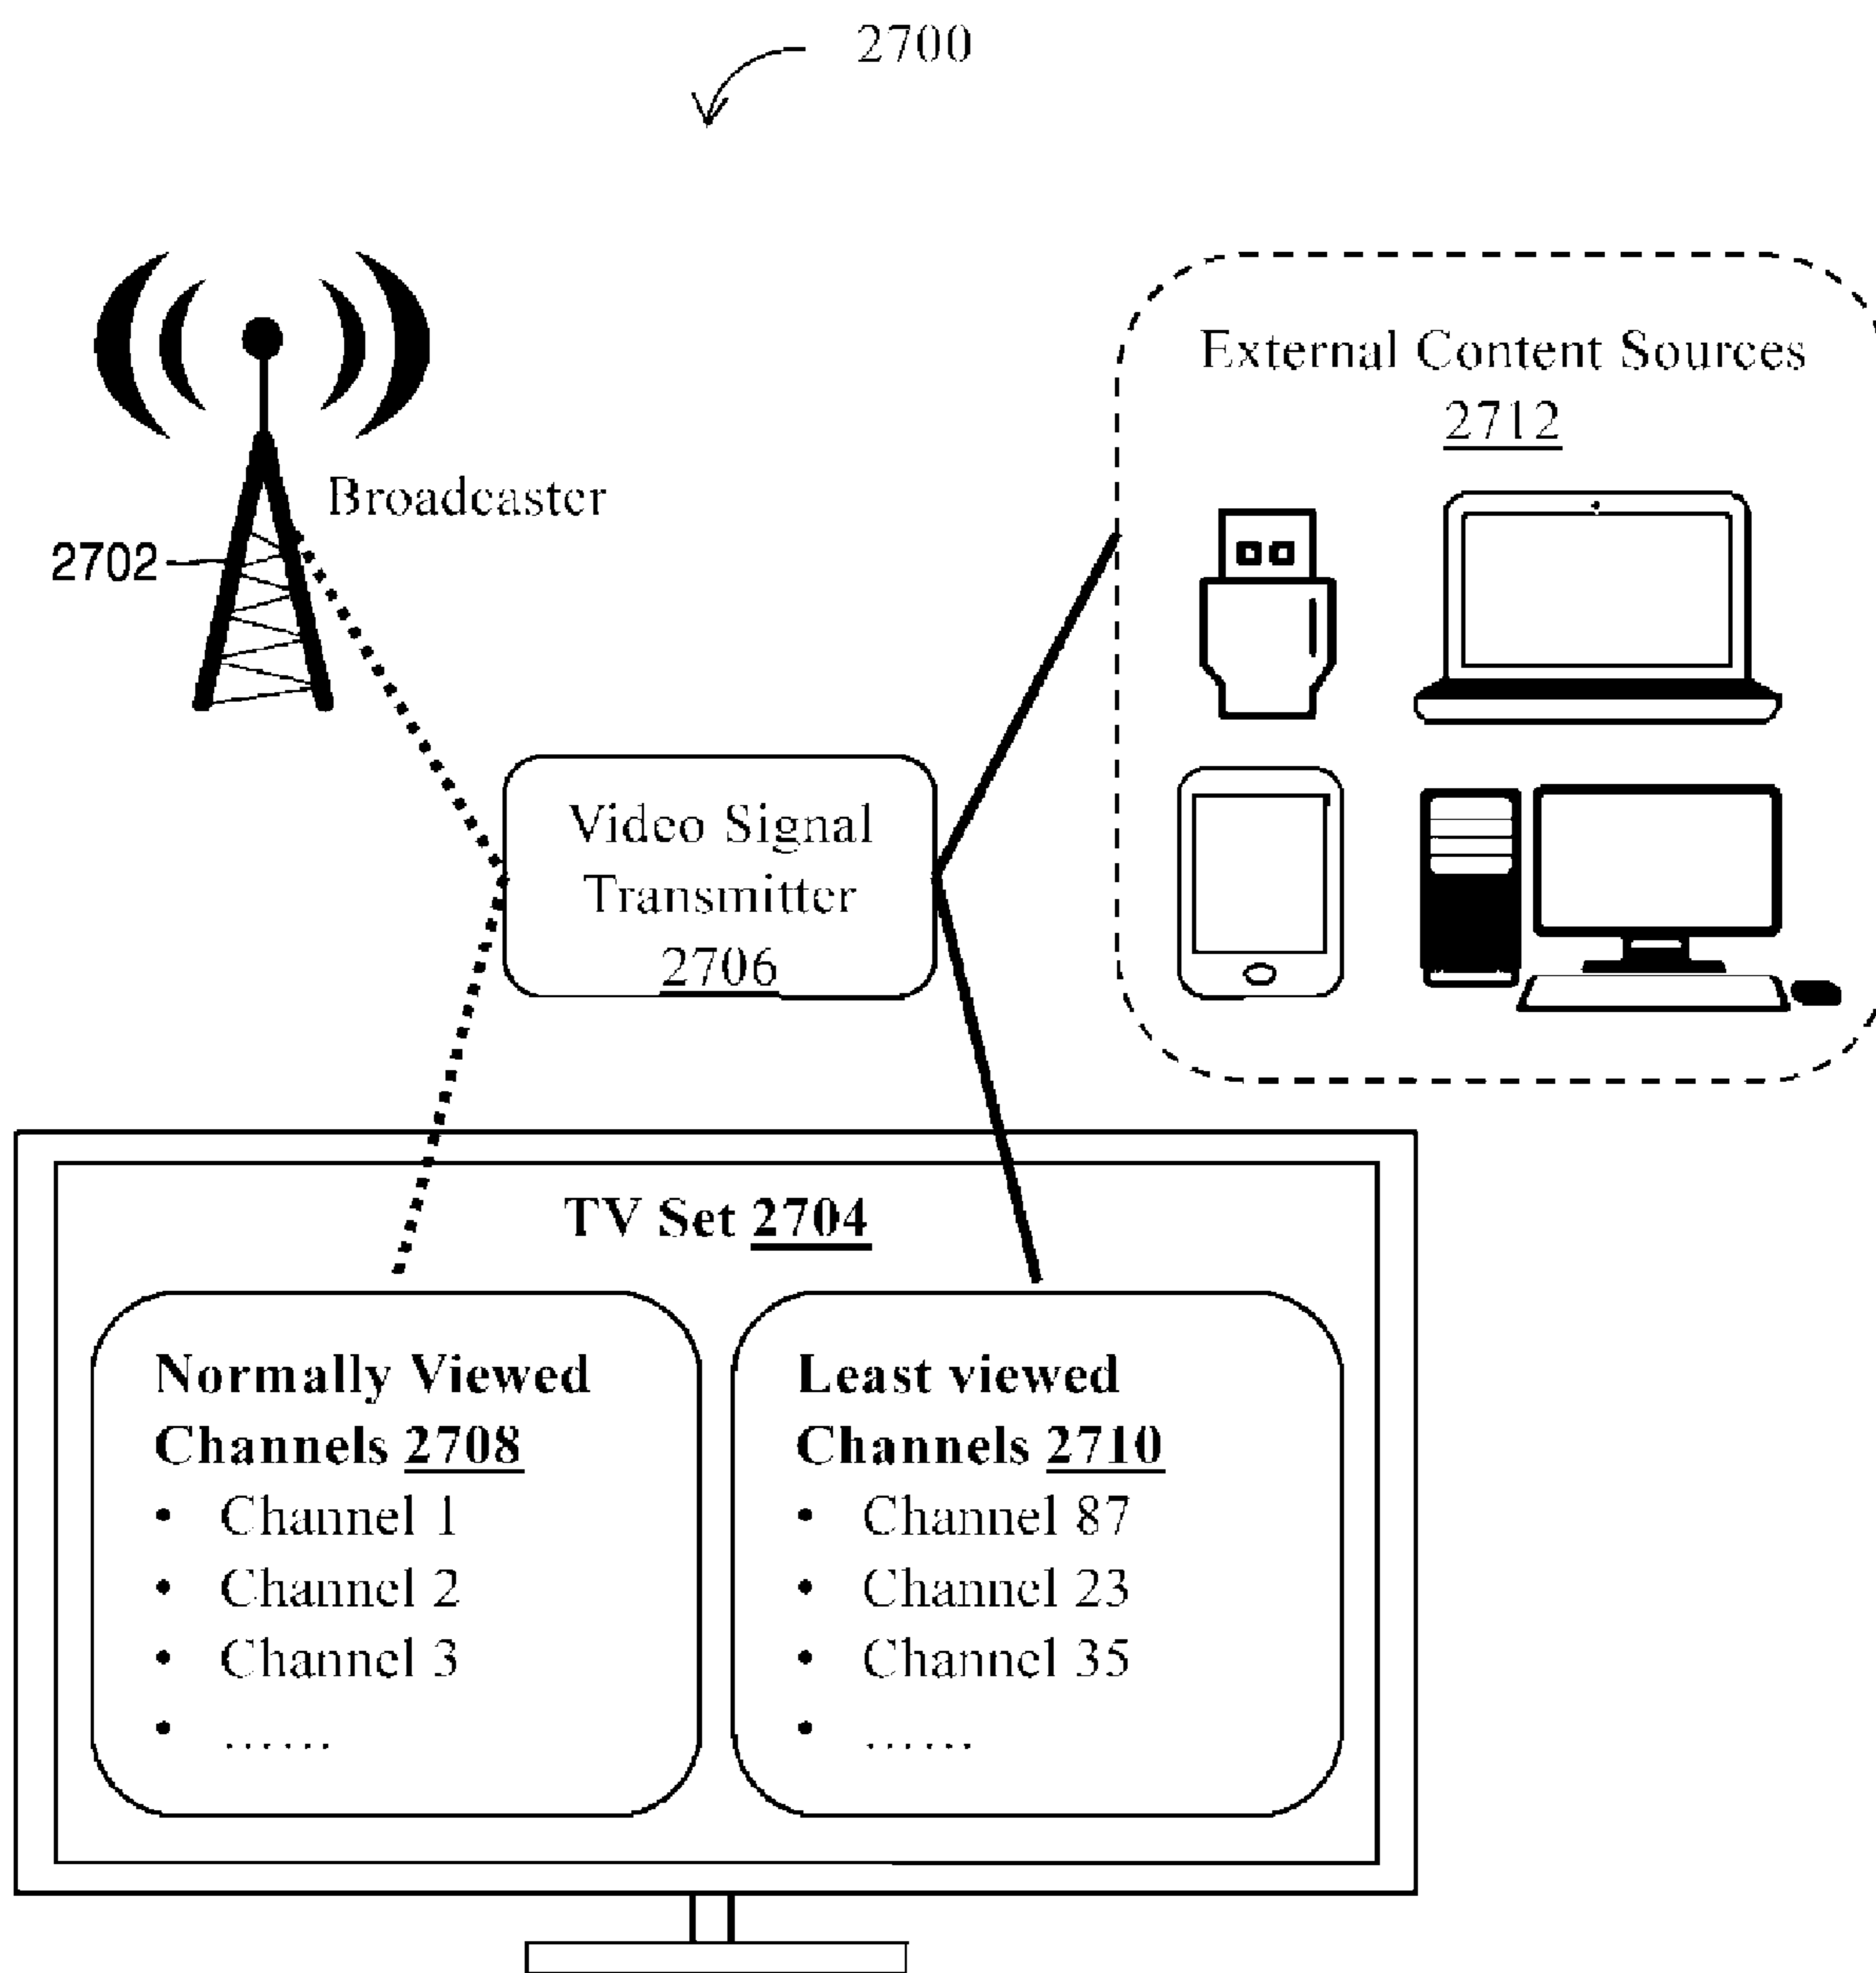 2700
External Content Sources
2712
Broadcaster
2702
Video Signal
Transmitter
2706
TV Set 2704
Normally Viewed
Channels 2708
• Channel 1
• Channel 2
• Channel 3
• ......
Least viewed
Channels 2710
• Channel 87
• Channel 23
• Channel 35
• ......